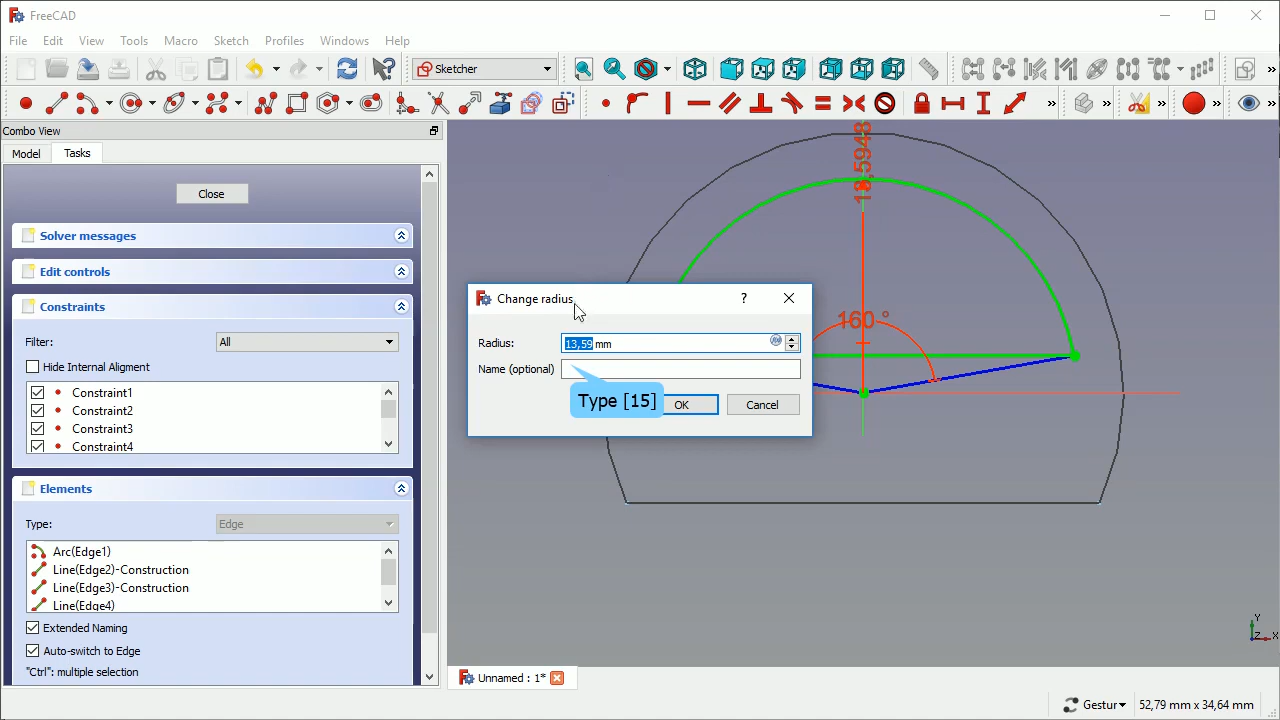 FreeCAD
File Edit View Tools Macro Sketch Profiles Windows Help
Sketcher
Combo View
Model Tasks
Close
Solver messages
Edit controls
Constraints
Filter: All
Hide Internal Aligment
Constraint1
Constraint2
Constraint3
Constraint4
Elements
Type: Edge
Arc(Edge1)
Line(Edge2)-Construction
Line(Edge3)-Construction
Line(Edge4)
Extended Naming
Auto-switch to Edge
"Ctrl": multiple selection
160 °
Change radius ?
Radius: 13,59 mm
Name (optional)
Type [15]
OK Cancel
Y
Z X
Unnamed : 1*
Gestur 52,79 mm x 34,64 mm